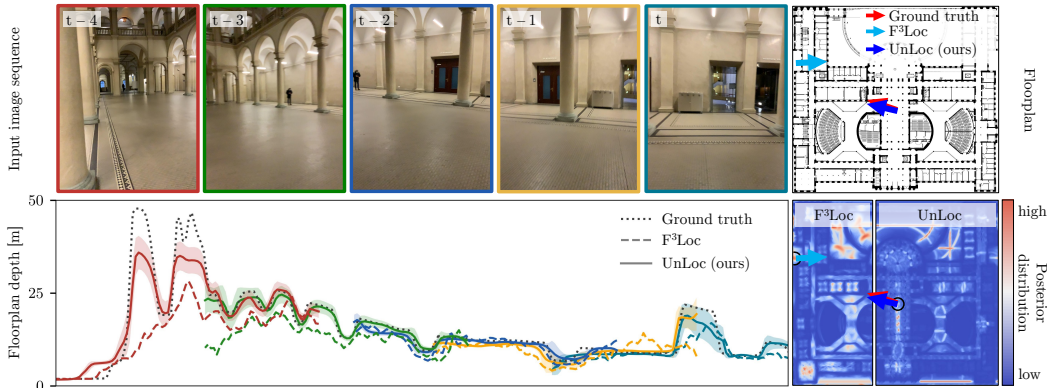 Input image sequence
t − 4
t − 3
t − 2
t − 1
t
Ground truth
F³Loc
UnLoc (ours)
Floorplan
Floorplan depth [m]
50
25
0
Ground truth
F³Loc
UnLoc (ours)
F³Loc
UnLoc
high
low
Posterior
distribution